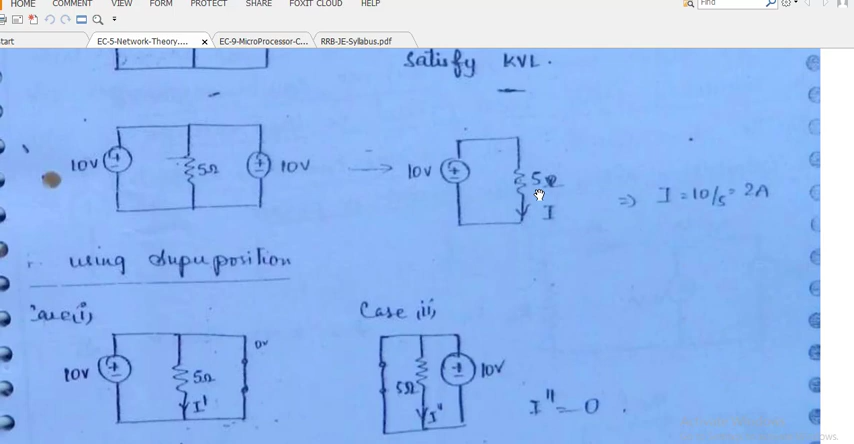 HOME COMMENT VIEW FORM PROTECT SHARE FOXIT CLOUD HELP
Find
tart
EC-5-Network-Theory.... EC-9-MicroProcessor-C... RRB-JE-Syllabus.pdf
Satisfy KVL.
10V 5Ω 10V → 10V 5Ω I ⇒ I = 10/5 = 2A
using
Case (ii)
10V 5Ω I' 0V
5Ω I'' 10V I'' = 0.